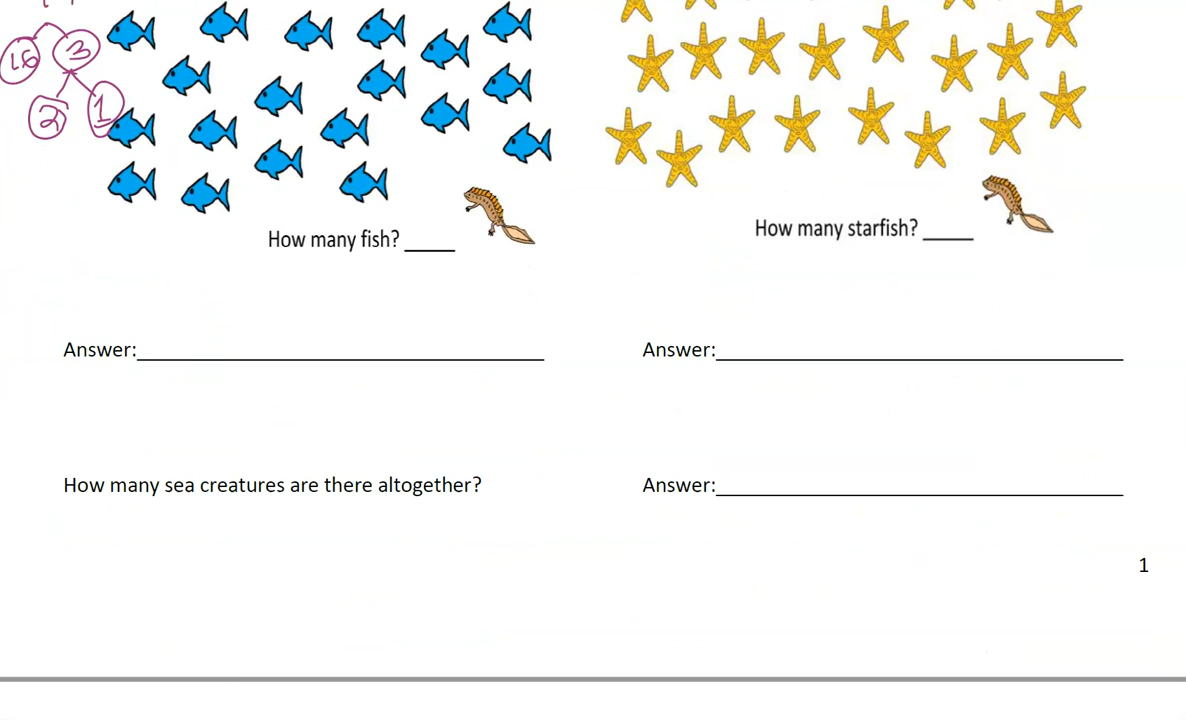 16 3
2 1
How many fish? _____
How many starfish? _____
Answer:
Answer:
How many sea creatures are there altogether?
Answer:
1